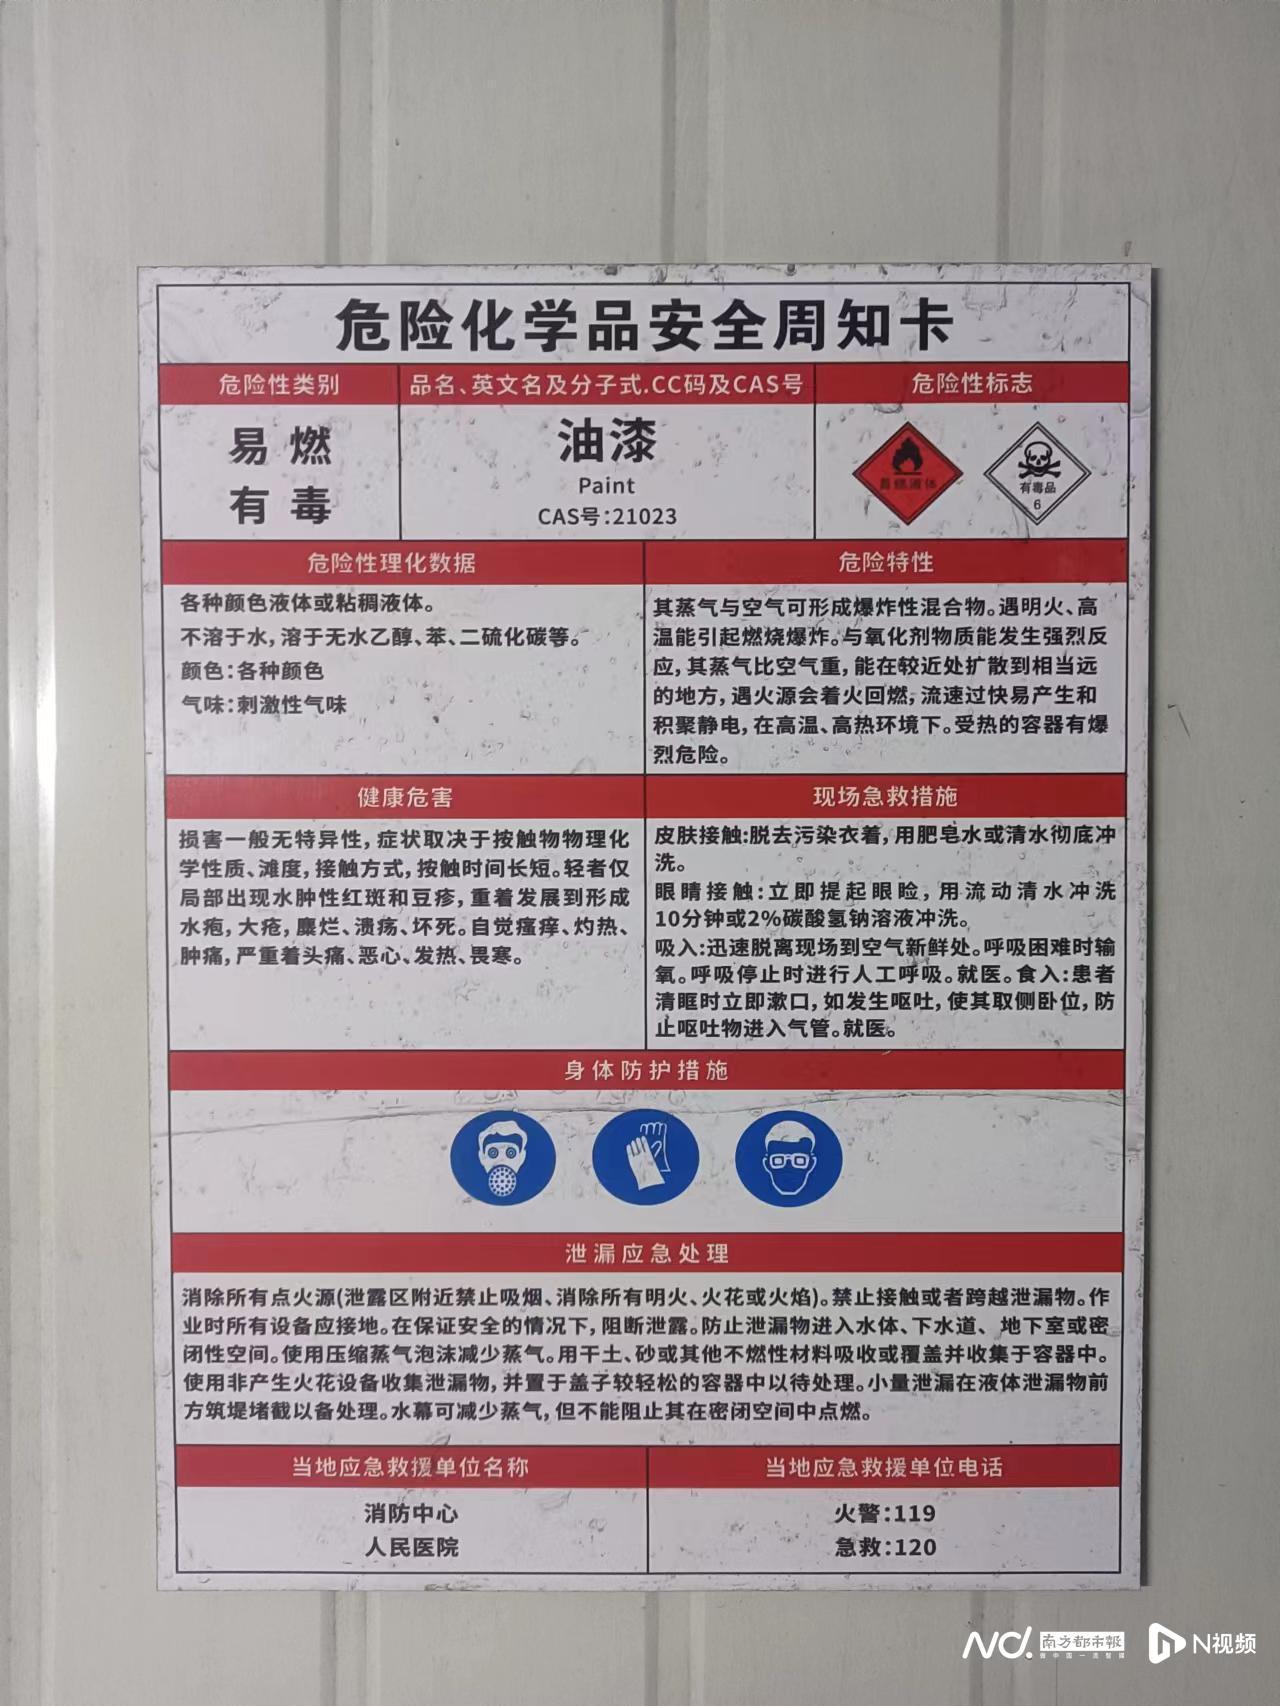 危险化学品安全周知卡
危险性类别
品名、英文名及分子式.CC码及CAS号
危险性标志
易燃
有毒
油漆
Paint
CAS号:21023
易燃液体
有毒品
6
危险性理化数据
各种颜色液体或粘稠液体。
不溶于水,溶于无水乙醇、苯、二硫化碳等。
颜色:各种颜色
气味:刺激性气味
危险特性
其蒸气与空气可形成爆炸性混合物。遇明火、高
温能引起燃烧爆炸。与氧化剂物质能发生强烈反
应,其蒸气比空气重,能在较近处扩散到相当远
的地方,遇火源会着火回燃,流速过快易产生和
积聚静电,在高温、高热环境下。受热的容器有爆
烈危险。
健康危害
损害一般无特异性,症状取决于按触物物理化
学性质、滩度,接触方式,按触时间长短。轻者仅
局部出现水肿性红斑和豆疹,重着发展到形成
水疱,大疮,麋烂、溃疡、坏死。自觉瘙痒、灼热、
肿痛,严重着头痛、恶心、发热、畏寒。
现场急救措施
皮肤接触:脱去污染衣着,用肥皂水或清水彻底冲
洗。
眼睛接触:立即提起眼睑,用流动清水冲洗
10分钟或2%碳酸氢钠溶液冲洗。
吸入:迅速脱离现场到空气新鲜处。呼吸困难时输
氧。呼吸停止时进行人工呼吸。就医。食入:患者
清眶时立即漱口,如发生呕吐,使其取侧卧位,防
止呕吐物进入气管。就医。
身体防护措施
泄漏应急处理
消除所有点火源(泄露区附近禁止吸烟、消除所有明火、火花或火焰)。禁止接触或者跨越泄漏物。作
业时所有设备应接地。在保证安全的情况下,阻断泄露。防止泄漏物进入水体、下水道、 地下室或密
闭性空间。使用压缩蒸气泡沫减少蒸气。用干土、砂或其他不燃性材料吸收或覆盖并收集于容器中。
使用非产生火花设备收集泄漏物,并置于盖子较轻松的容器中以待处理。小量泄漏在液体泄漏物前
方筑堤堵截以备处理。水幕可减少蒸气,但不能阻止其在密闭空间中点燃。
当地应急救援单位名称
当地应急救援单位电话
消防中心
人民医院
火警:119
急救:120
nd. 南方都市報
做中国一流智媒
N视频